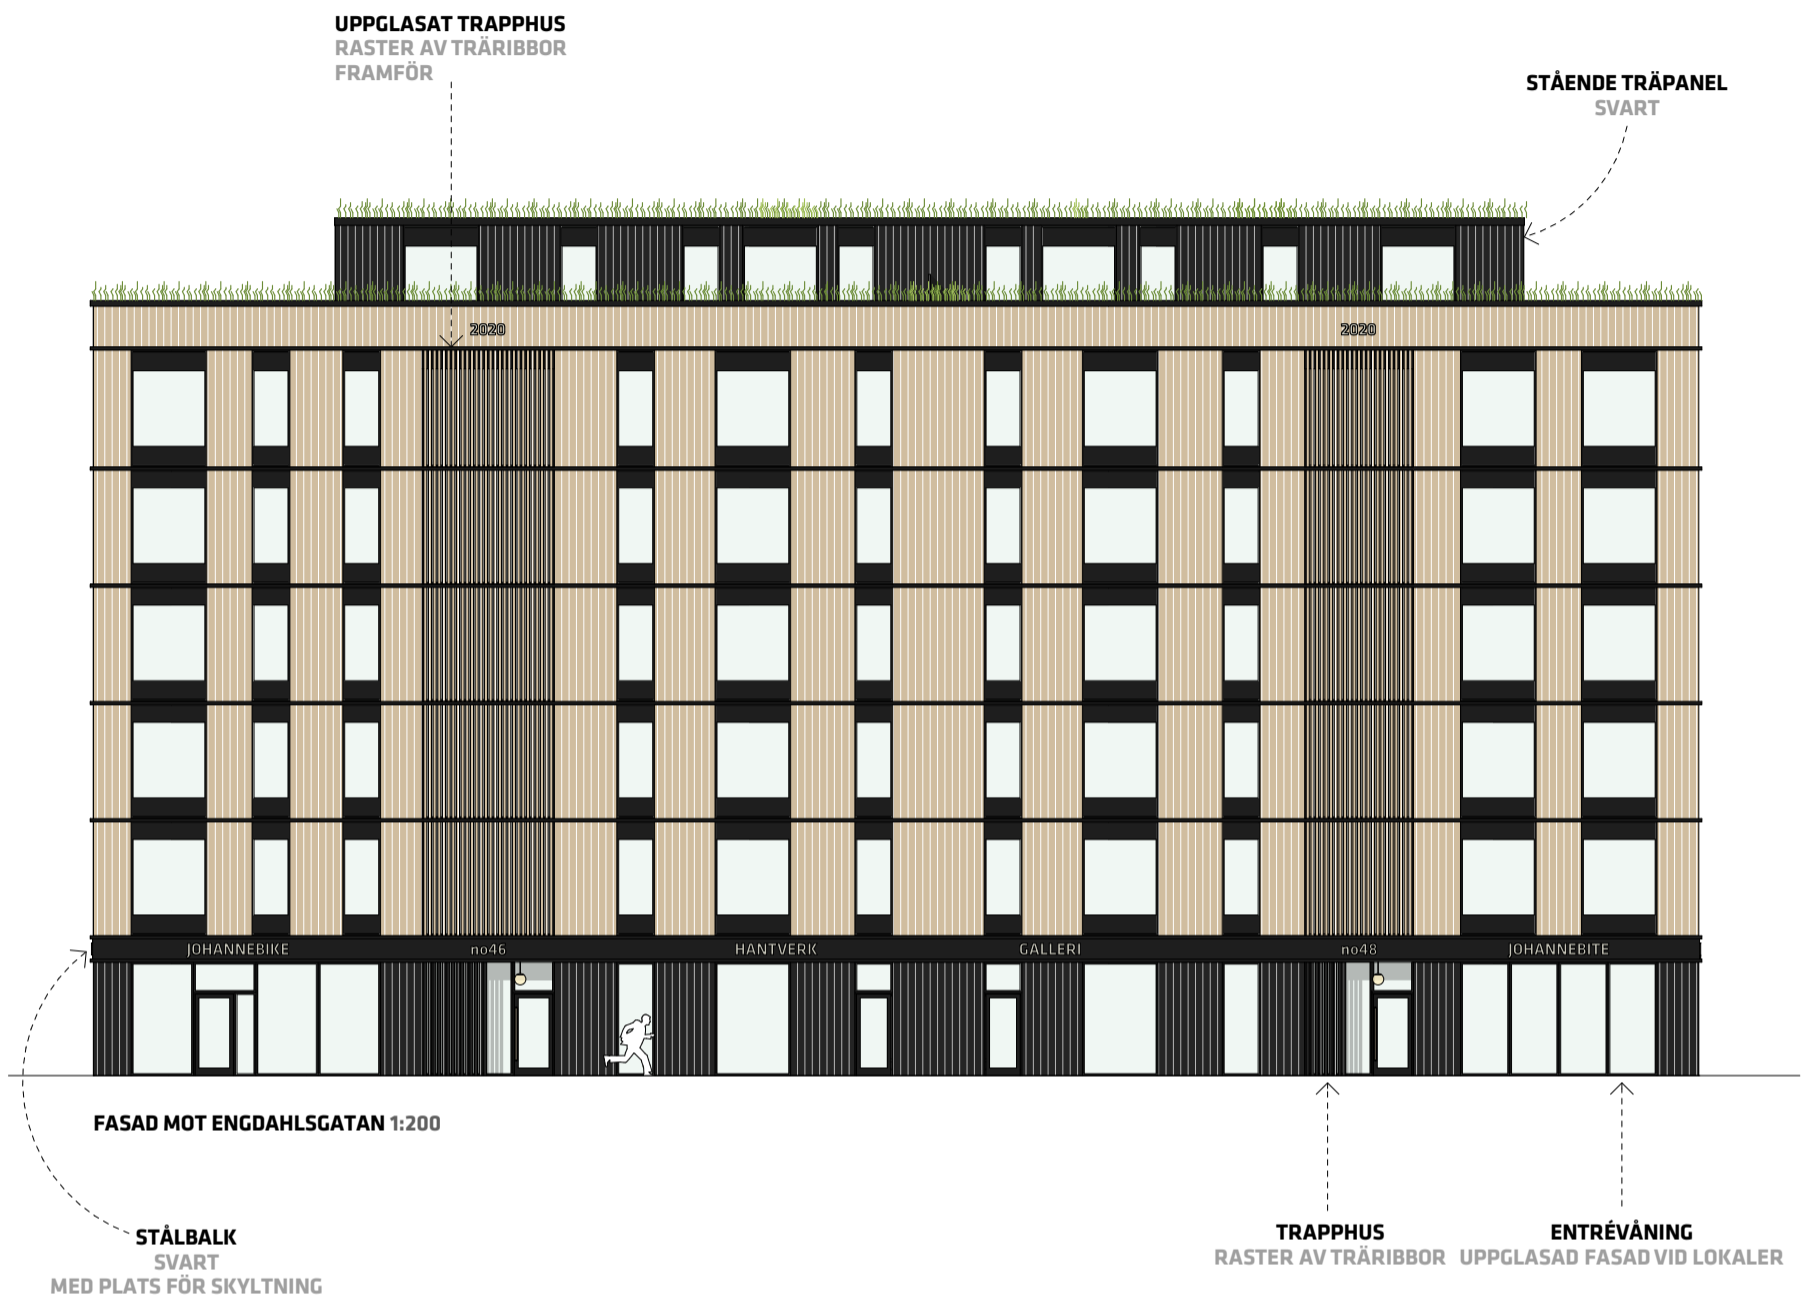 UPPGLASAT TRAPPHUS
RASTER AV TRÄRIBBOR
FRAMFÖR
STÅENDE TRÄPANEL
SVART
2020
2020
JOHANNEBIKE
no46
HANTVERK
GALLERI
no48
JOHANNEBITE
FASAD MOT ENGDAHLSGATAN 1:200
STÅLBALK
SVART
MED PLATS FÖR SKYLTNING
TRAPPHUS
RASTER AV TRÄRIBBOR
ENTRÉVÅNING
UPPGLASAD FASAD VID LOKALER